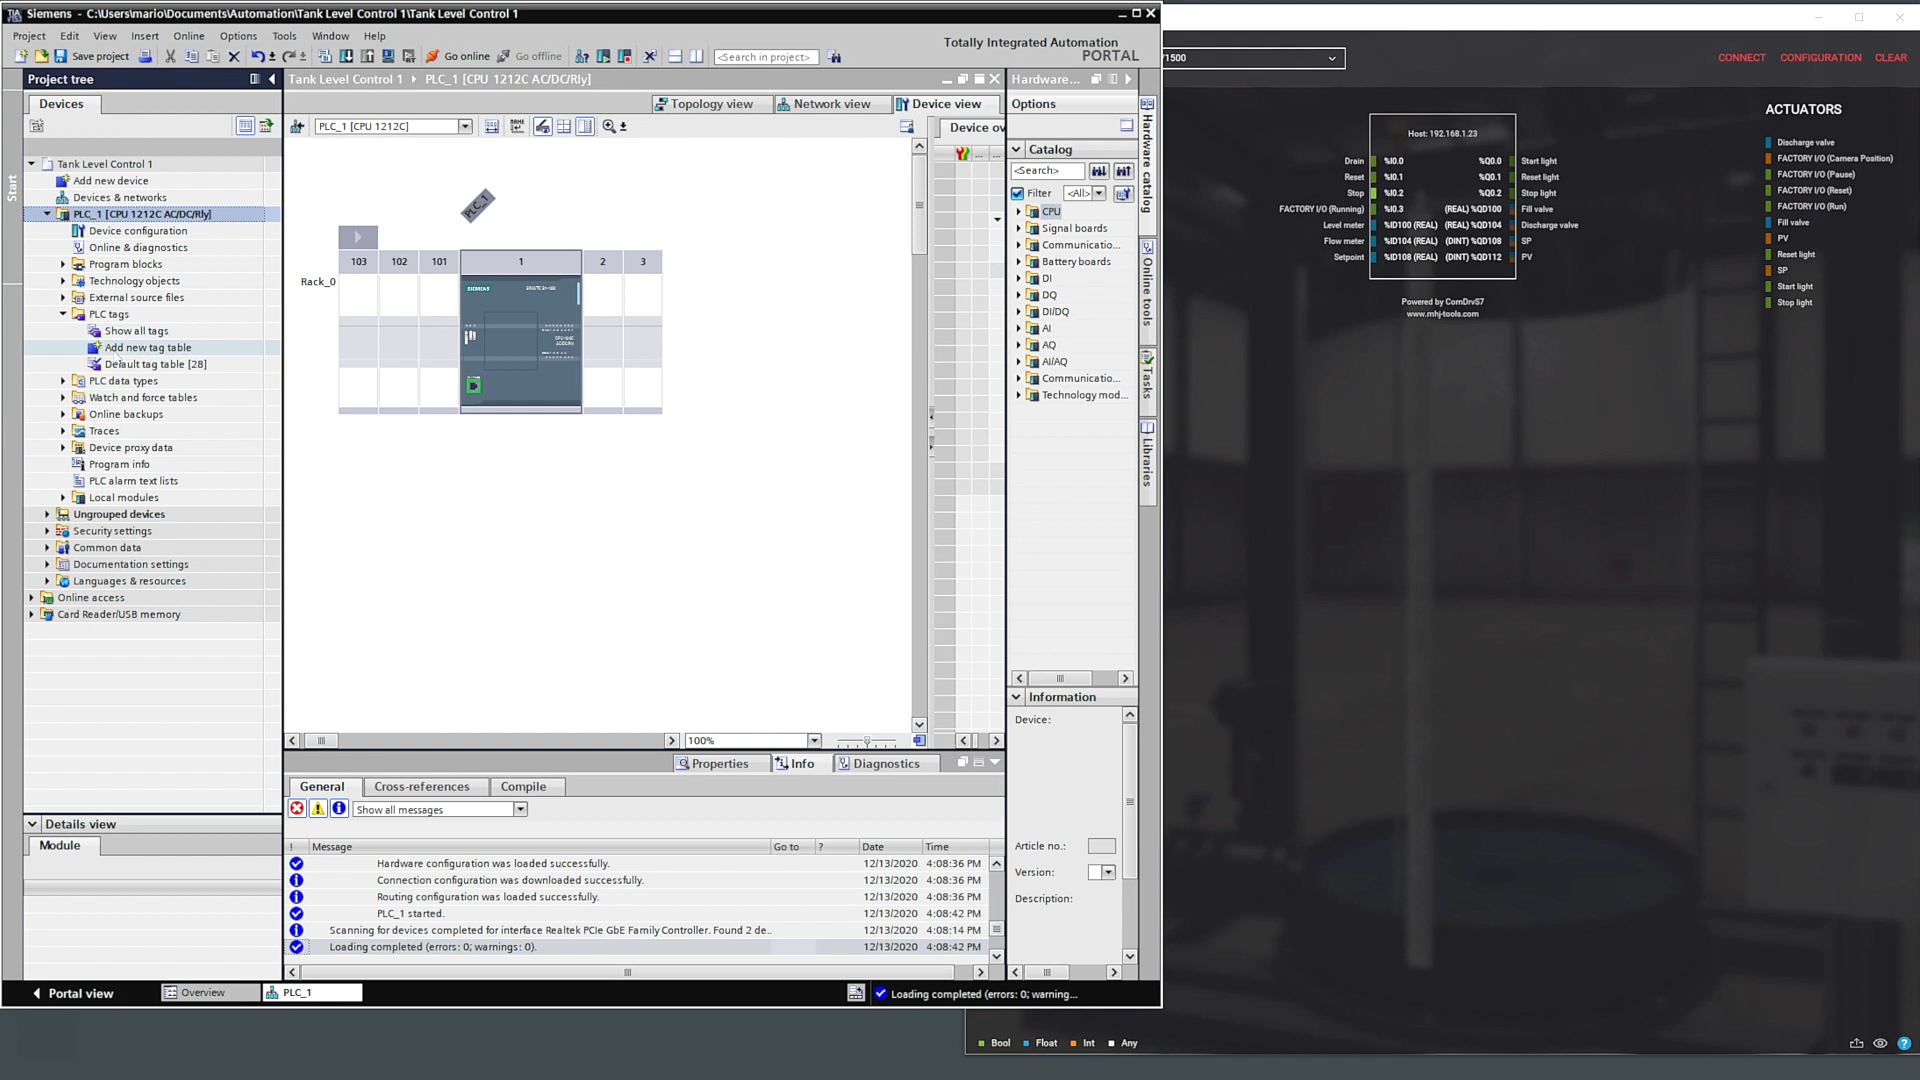 Siemens - C:\Users\mario\Documents\Automation\Tank Level Control 1\Tank Level Control 1
Project Edit View Insert Online Options Tools Window Help
Totally Integrated Automation
PORTAL
Save project
Go online
Go offline
<Search in project>
Project tree
Tank Level Control 1 PLC_1 [CPU 1212C AC/DC/Rly]
Hardware...
Devices
Topology view
Network view
Device view
Options
PLC_1 [CPU 1212C]
Device ov
Start
Tank Level Control 1
Add new device
Devices & networks
PLC_1 [CPU 1212C AC/DC/Rly]
Device configuration
Online & diagnostics
Program blocks
Technology objects
External source files
PLC tags
Show all tags
Add new tag table
Default tag table [28]
PLC data types
Watch and force tables
Online backups
Traces
Device proxy data
Program info
PLC alarm text lists
Local modules
Ungrouped devices
Security settings
Common data
Documentation settings
Languages & resources
Online access
Card Reader/USB memory
Details view
Module
PLC_1
103 102 101 1 2 3
Rack_0
SIEMENS
100%
Catalog
<Search>
Filter <All>
CPU
Signal boards
Communicatio...
Battery boards
DI
DQ
DI/DQ
AI
AQ
AI/AQ
Communicatio...
Technology mod...
Information
Device:
Article no.:
Version:
Description:
Hardware catalog
Online tools
Tasks
Libraries
Properties
Info
Diagnostics
General
Cross-references
Compile
Show all messages
! Message Go to ? Date Time
Hardware configuration was loaded successfully. 12/13/2020 4:08:36 PM
Connection configuration was downloaded successfully. 12/13/2020 4:08:36 PM
Routing configuration was loaded successfully. 12/13/2020 4:08:36 PM
PLC_1 started. 12/13/2020 4:08:42 PM
Scanning for devices completed for interface Realtek PCIe GbE Family Controller. Found 2 de.. 12/13/2020 4:08:14 PM
Loading completed (errors: 0; warnings: 0). 12/13/2020 4:08:42 PM
Portal view
Overview
PLC_1
Loading completed (errors: 0; warning...
/1500
CONNECT CONFIGURATION CLEAR
Host: 192.168.1.23
Drain %I0.0 %Q0.0 Start light
Reset %I0.1 %Q0.1 Reset light
Stop %I0.2 %Q0.2 Stop light
FACTORY I/O (Running) %I0.3 (REAL) %QD100 Fill valve
Level meter %ID100 (REAL) (REAL) %QD104 Discharge valve
Flow meter %ID104 (REAL) (DINT) %QD108 SP
Setpoint %ID108 (REAL) (DINT) %QD112 PV
Powered by ComDrvS7
www.mhj-tools.com
ACTUATORS
Discharge valve
FACTORY I/O (Camera Position)
FACTORY I/O (Pause)
FACTORY I/O (Reset)
FACTORY I/O (Run)
Fill valve
PV
Reset light
SP
Start light
Stop light
Bool Float Int Any